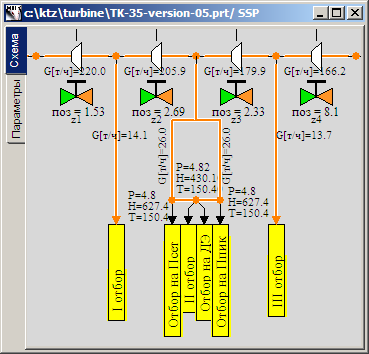 c:\ktz\turbine\TK-35-version-05.prt/ SSP
Схема
Параметры
G[т/ч]=220.0
G[т/ч]=205.9
G[т/ч]=179.9
G[т/ч]=166.2
поз = 1.53
поз = 2.69
поз = 2.33
поз = 8.1
z1
z2
z3
z4
G[т/ч]=14.1
G[т/ч]=26.0
G[т/ч]=26.0
G[т/ч]=13.7
P=4.82
H=430.10
T=150.4
P=4.8
H=627.4
T=150.4
P=4.8
H=627.4
T=150.4
I отбор
Отбор на Псет
II отбор
Отбор на
Отбор на Ппик
III отбор